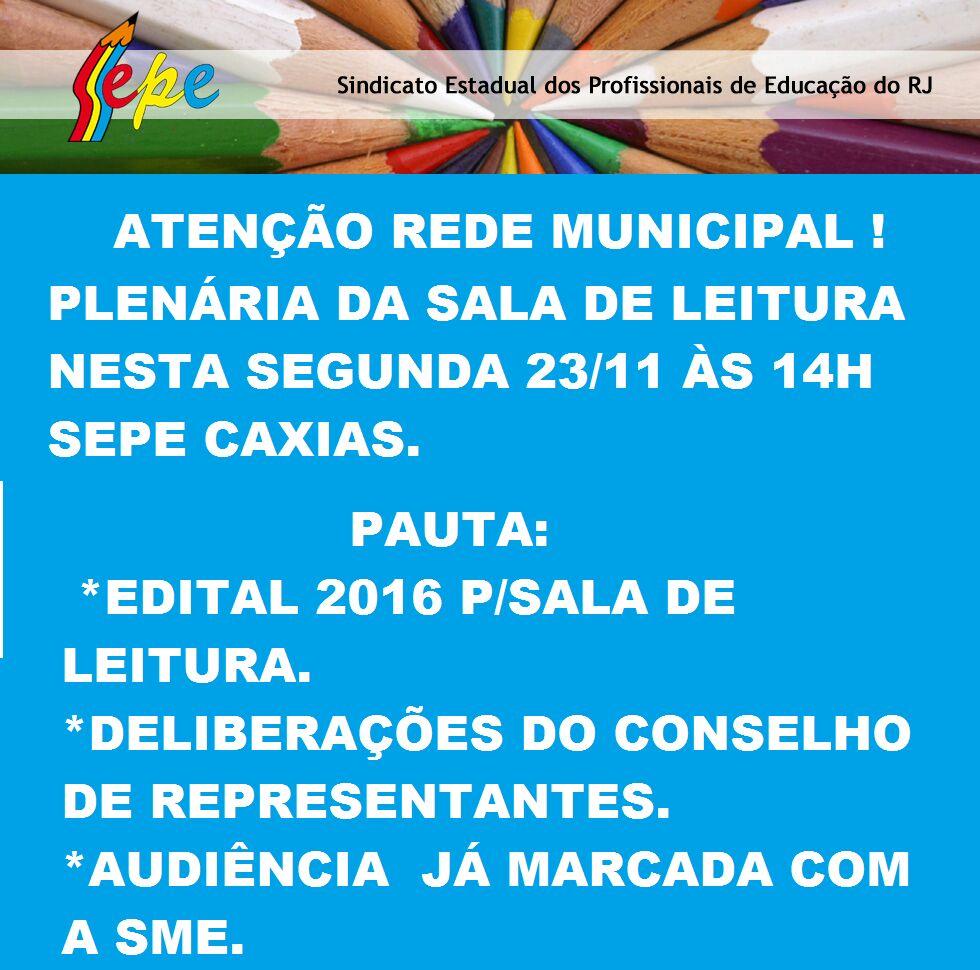 Sepe
Sindicato Estadual dos Profissionais de Educação do RJ
ATENÇÃO REDE MUNICIPAL !
PLENÁRIA DA SALA DE LEITURA
NESTA SEGUNDA 23/11 ÀS 14H
SEPE CAXIAS.
PAUTA:
*EDITAL 2016 P/SALA DE
LEITURA.
*DELIBERAÇÕES DO CONSELHO
DE REPRESENTANTES.
*AUDIÊNCIA  JÁ MARCADA COM
A SME.